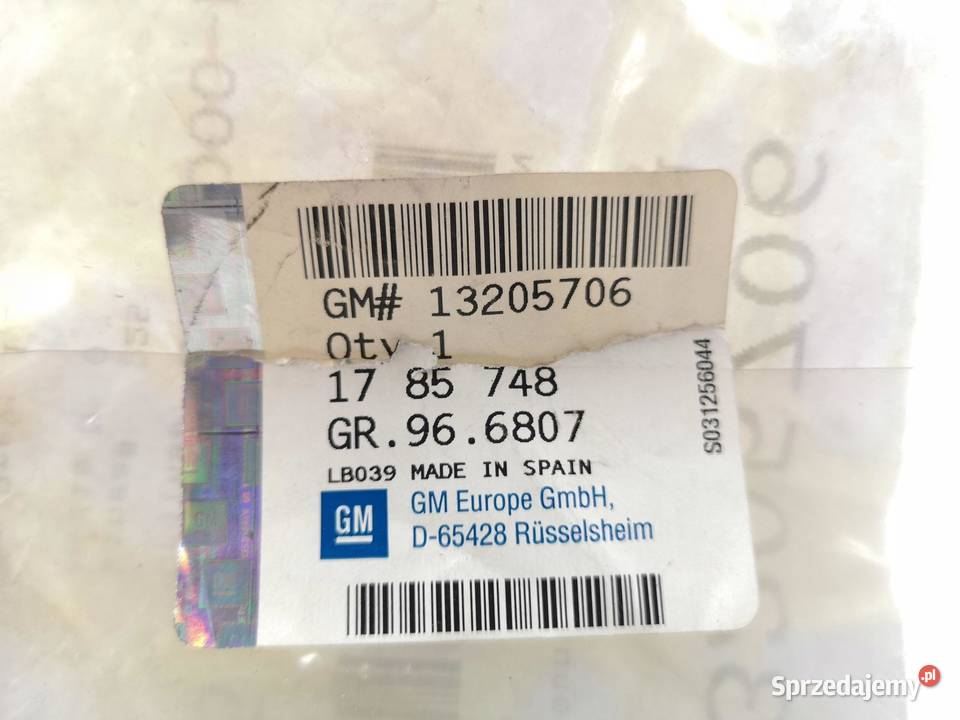 GM# 13205706
Qty 1
17 85 748
GR.96.6807
LB039 MADE IN SPAIN
GM
GM Europe GmbH,
D-65428 Rüsselsheim
S031256044
Sprzedajemy.pl